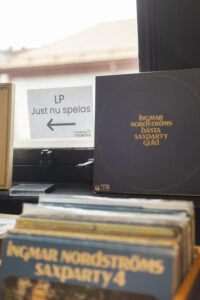 LP
Just nu spelas
INGMAR
NORDSTRÖMS
BÄSTA
SAXPARTY
GULD
INGMAR NORDSTRÖMS
SAXPARTY 4